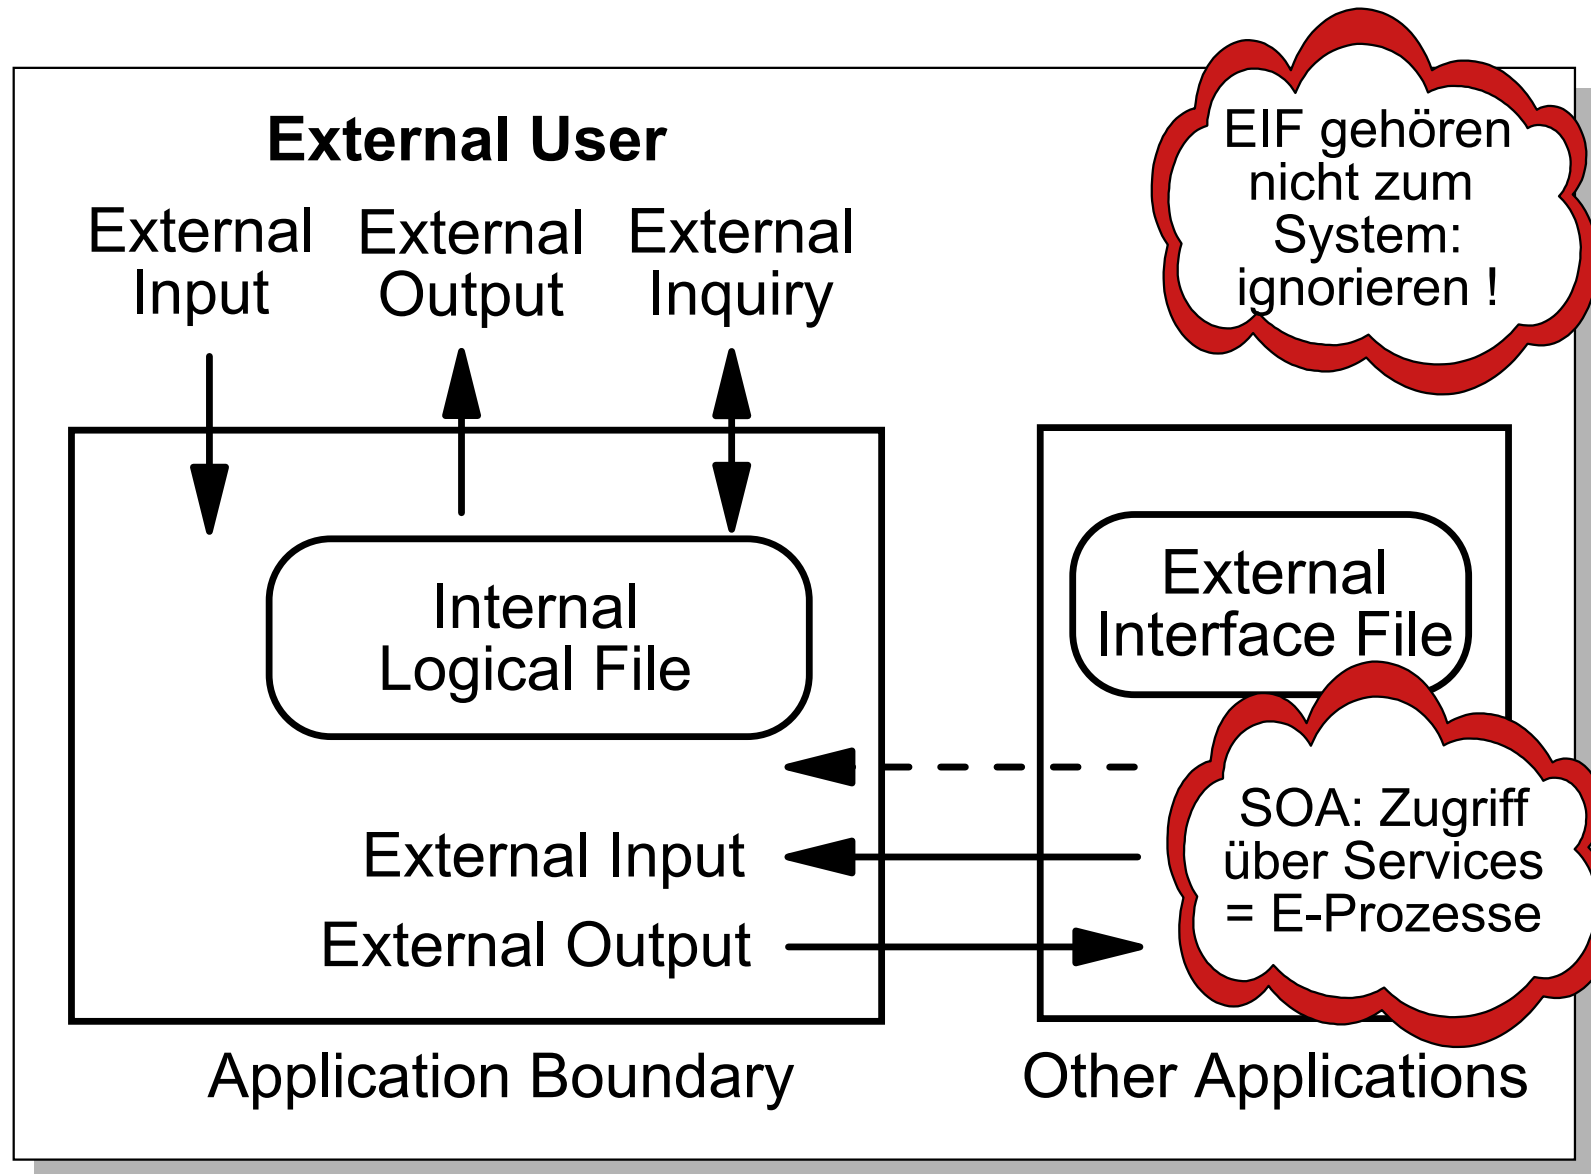 External User
External
Input
External
Output
External
Inquiry
EIF gehören
nicht zum
System:
ignorieren !
Internal
Logical File
External
Interface File
External Input
External Output
SOA: Zugriff
über Services
= E-Prozesse
Application Boundary
Other Applications